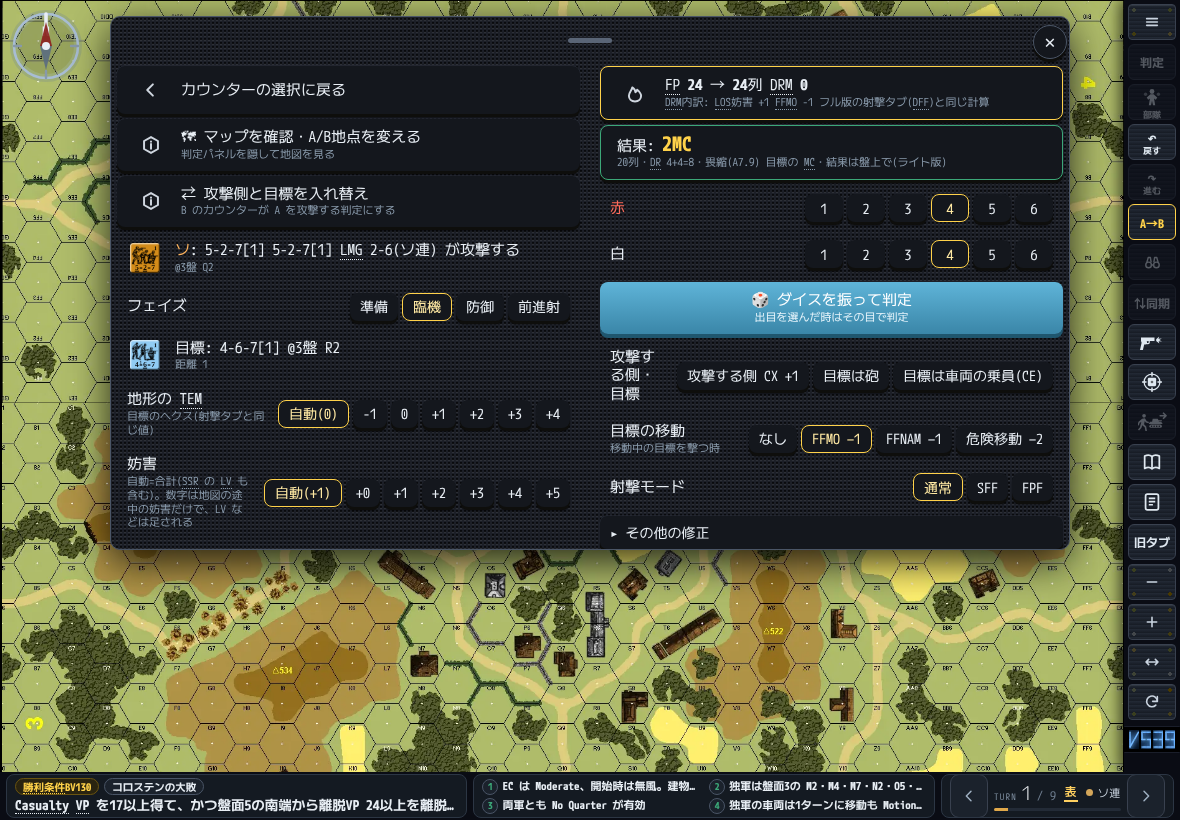 カウンターの選択に戻る
🗺 マップを確認・A/B地点を変える
判定パネルを隠して地図を見る
⇄ 攻撃側と目標を入れ替え
B のカウンターが A を攻撃する判定にする
ソ: 5-2-7[1] 5-2-7[1] LMG 2-6(ソ連) が攻撃する
@3盤 Q2
フェイズ
準備 臨機 防御 前進射
目標: 4-6-7[1] @3盤 R2
距離 1
地形の TEM
目標のヘクス(射撃タブと同
じ値)
自動(0) -1 0 +1 +2 +3 +4
妨害
自動=合計(SSR の LV も
含む)。数字は地図の途
中の妨害だけで、LV な
どは足される
自動(+1) +0 +1 +2 +3 +4 +5
FP 24 → 24列 DRM 0
DRM内訳: LOS妨害 +1 FFMO -1 フル版の射撃タブ(DFF)と同じ計算
結果: 2MC
20列・DR 4+4=8・畏縮(A7.9) 目標の MC・結果は盤上で(ライト版)
赤
1 2 3 4 5 6
白
1 2 3 4 5 6
🎲 ダイスを振って判定
出目を選んだ時はその目で判定
攻撃す
る側・
目標
攻撃する側 CX +1 目標は砲 目標は車両の乗員(CE)
目標の移動
移動中の目標を撃つ時
なし FFMO −1 FFNAM −1 危険移動 −2
射撃モード
通常 SFF FPF
▸ その他の修正
判定
部隊
戻す
進む
A→B
⇅同期
旧タブ
△534
△522
3
4
勝利条件BV130 コロステンの大敗
Casualty VP を17以上得て、かつ盤面5の南端から離脱VP 24以上を離脱…
1 EC は Moderate、開始時は無風。建物…
2 独軍は盤面3の M2・M4・M7・N2・O5・…
3 両軍とも No Quarter が有効
4 独軍の車両は1ターンに移動も Motion…
TURN 1 / 9 表 ソ連